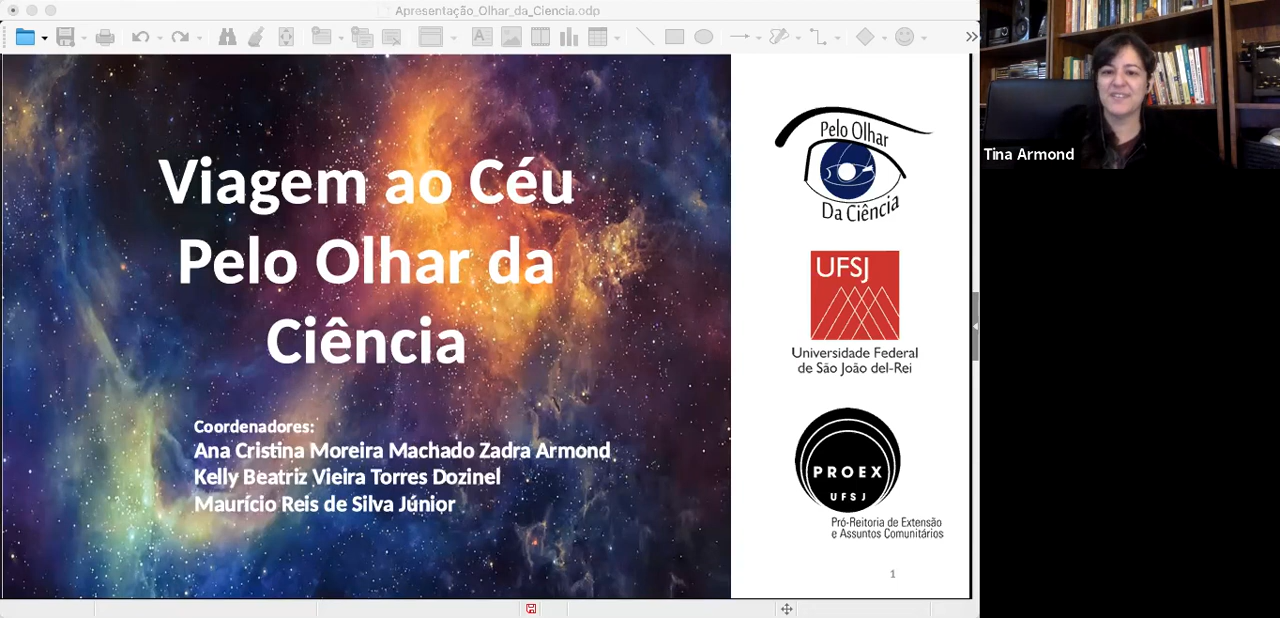 Apresentação_Olhar_da_Ciencia.odp
Viagem ao Céu
Pelo Olhar da
Ciência
Coordenadores:
Ana Cristina Moreira Machado Zadra Armond
Kelly Beatriz Vieira Torres Dozinel
Maurício Reis de Silva Júnior
Pelo Olhar
Da Ciência
UFSJ
Universidade Federal
de São João del-Rei
PROEX
UFSJ
Pró-Reitoria de Extensão
e Assuntos Comunitários
1
Tina Armond